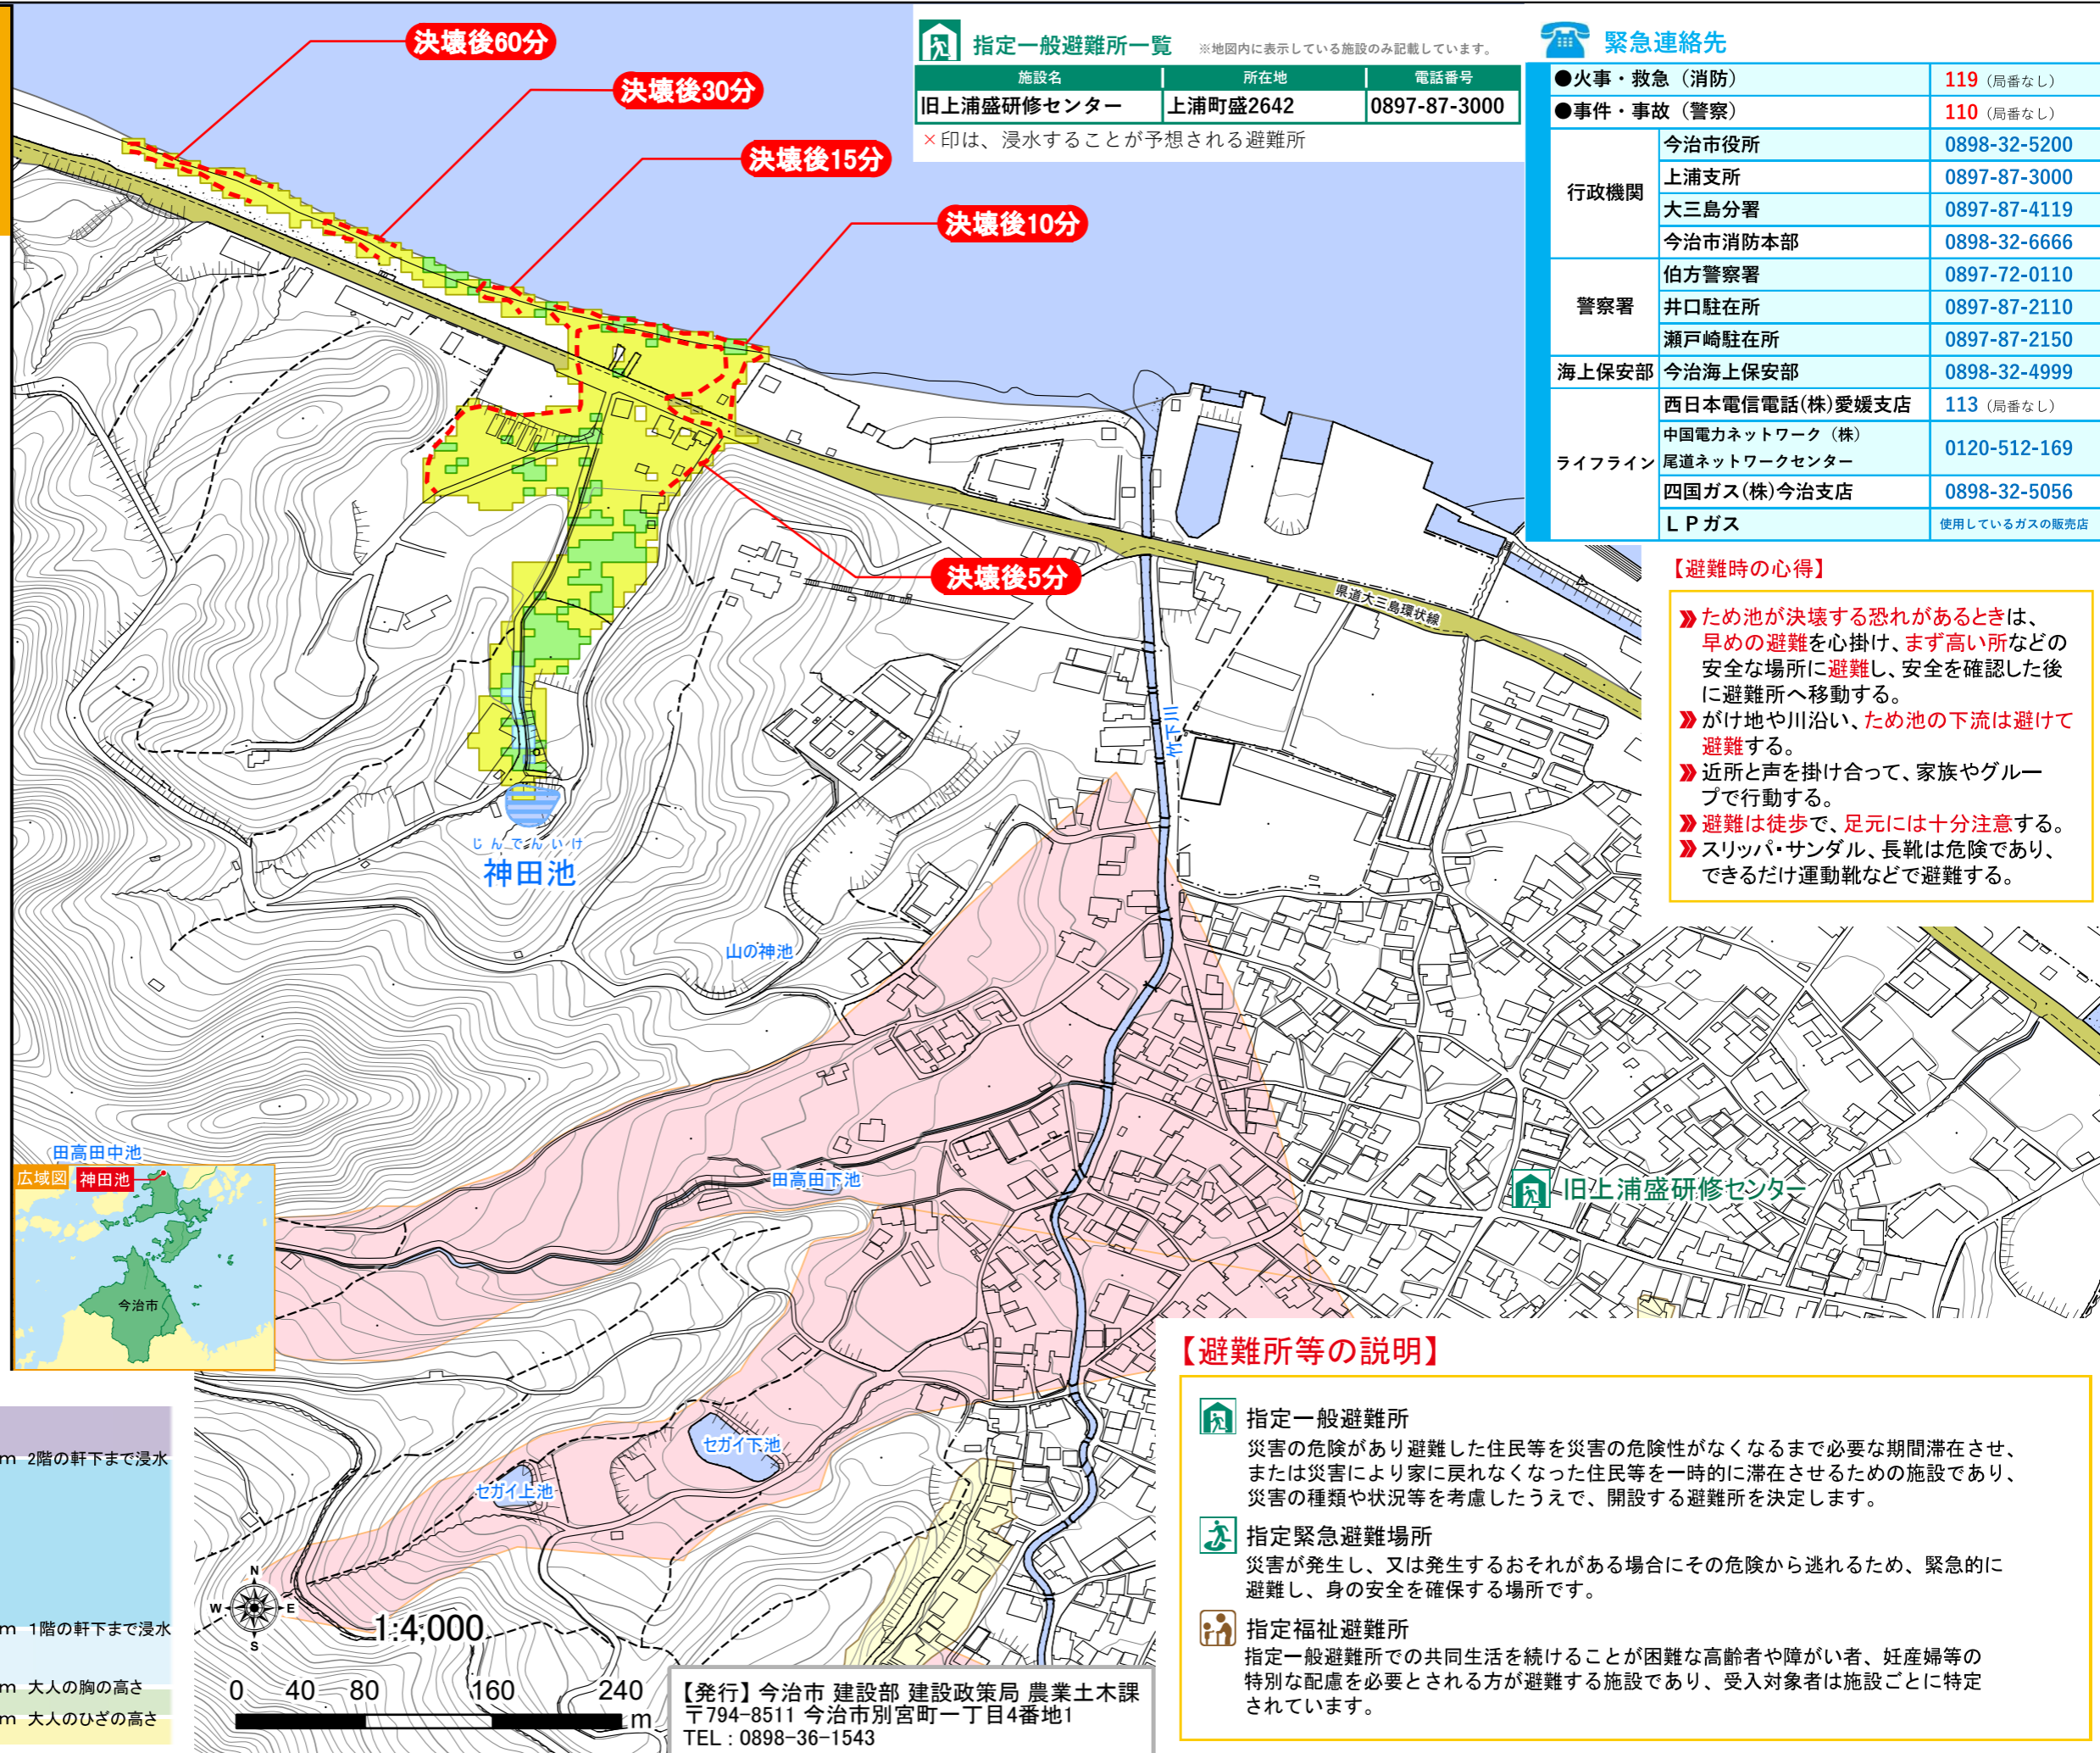 決壊後60分
決壊後30分
決壊後15分
決壊後10分
決壊後5分
指定一般避難所一覧 ※地図内に表示している施設のみ記載しています。
施設名 所在地 電話番号
旧上浦盛研修センター 上浦町盛2642 0897-87-3000
×印は、浸水することが予想される避難所
緊急連絡先
●火事・救急（消防） 119（局番なし）
●事件・事故（警察） 110（局番なし）
行政機関
今治市役所 0898-32-5200
上浦支所 0897-87-3000
大三島分署 0897-87-4119
今治市消防本部 0898-32-6666
警察署
伯方警察署 0897-72-0110
井口駐在所 0897-87-2110
瀬戸崎駐在所 0897-87-2150
海上保安部 今治海上保安部 0898-32-4999
ライフライン
西日本電信電話(株)愛媛支店 113（局番なし）
中国電力ネットワーク（株）
尾道ネットワークセンター 0120-512-169
四国ガス(株)今治支店 0898-32-5056
ＬＰガス 使用しているガスの販売店
【避難時の心得】
ため池が決壊する恐れがあるときは、
早めの避難を心掛け、まず高い所などの
安全な場所に避難し、安全を確認した後
に避難所へ移動する。
がけ地や川沿い、ため池の下流は避けて
避難する。
近所と声を掛け合って、家族やグルー
プで行動する。
避難は徒歩で、足元には十分注意する。
スリッパ・サンダル、長靴は危険であり、
できるだけ運動靴などで避難する。
県道大三島環状線
竹下川
じんでんいけ
神田池
山の神池
田高田中池
田高田下池
旧上浦盛研修センター
セガイ下池
セガイ上池
広域図 神田池
今治市
m 2階の軒下まで浸水
m 1階の軒下まで浸水
m 大人の胸の高さ
m 大人のひざの高さ
N
W E
S
1:4,000
0 40 80 160 240
m
【発行】今治市 建設部 建設政策局 農業土木課
〒794-8511 今治市別宮町一丁目4番地1
TEL : 0898-36-1543
【避難所等の説明】
指定一般避難所
災害の危険があり避難した住民等を災害の危険性がなくなるまで必要な期間滞在させ、
または災害により家に戻れなくなった住民等を一時的に滞在させるための施設であり、
災害の種類や状況等を考慮したうえで、開設する避難所を決定します。
指定緊急避難場所
災害が発生し、又は発生するおそれがある場合にその危険から逃れるため、緊急的に
避難し、身の安全を確保する場所です。
指定福祉避難所
指定一般避難所での共同生活を続けることが困難な高齢者や障がい者、妊産婦等の
特別な配慮を必要とされる方が避難する施設であり、受入対象者は施設ごとに特定
されています。